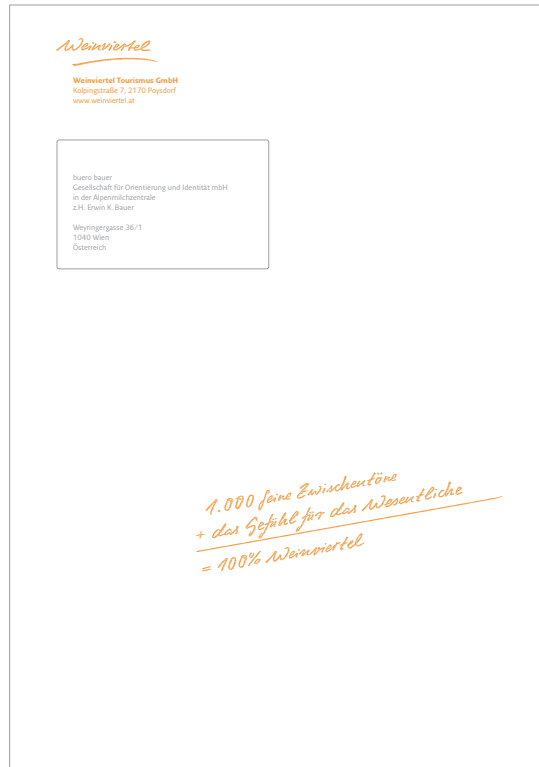 Weinviertel
Weinviertel Tourismus GmbH
Kolpingstraße 7, 2170 Poysdorf
www.weinviertel.at
buero bauer
Gesellschaft für Orientierung und Identität mbH
in der Alpenmilchzentrale
z.H. Erwin K. Bauer
Weyringergasse 36/1
1040 Wien
Österreich
1.000 feine Zwischentöne
+ das Gefühl für das Wesentliche
= 100% Weinviertel